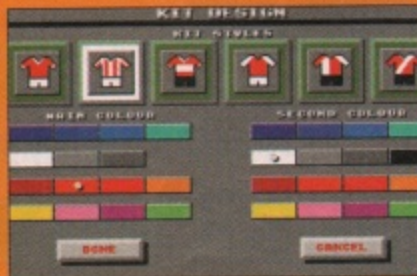 KIT DESIGN
KIT STYLES
MAIN COLOUR SECOND COLOUR
DONE CANCEL